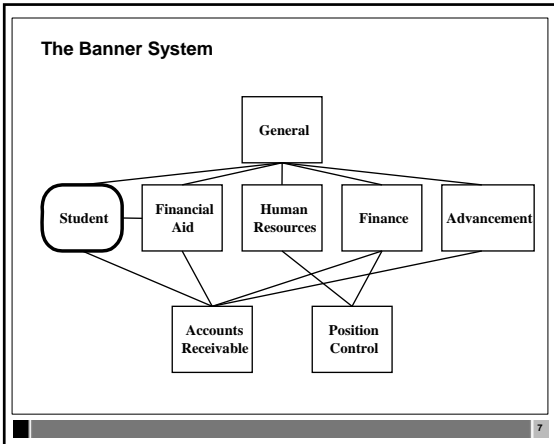 The Banner System
General
Student
Financial
Aid
Human
Resources
Finance
Advancement
Accounts
Receivable
Position
Control
7